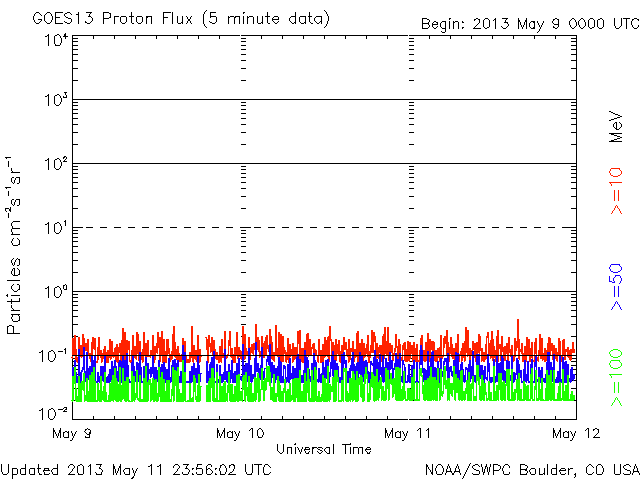 GOES13 Proton Flux (5 minute data)
Begin: 2013 May 9 0000 UTC
10⁴
10³
10²
10¹
10⁰
10⁻¹
10⁻²
Particles cm⁻²s⁻¹sr⁻¹
MeV
>=10
>=50
>=100
May 9
May 10
May 11
May 12
Universal Time
Updated 2013 May 11 23:56:02 UTC
NOAA/SWPC Boulder, CO USA